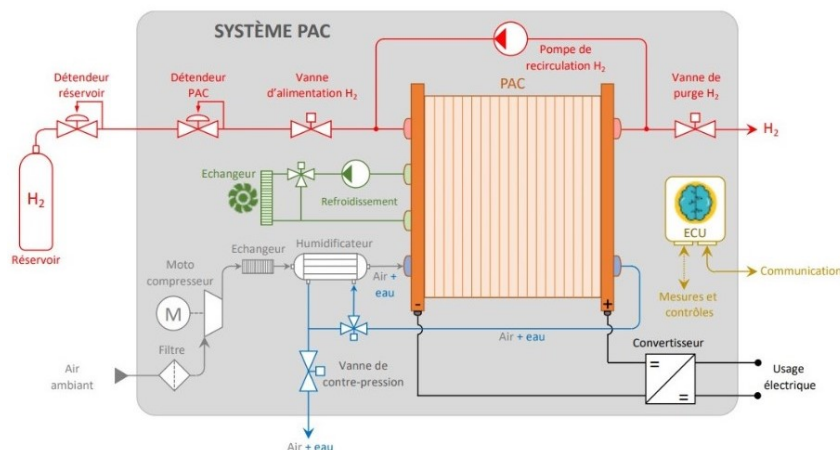 SYSTÈME PAC
Pompe de
recirculation H₂
Détendeur
réservoir
Détendeur
PAC
Vanne
d'alimentation H₂
PAC
Vanne de
purge H₂
H₂
H₂
Réservoir
Echangeur
Refroidissement
ECU
Communication
Mesures et
contrôles
Moto
compresseur
Echangeur
Humidificateur
Air +
eau
M
Filtre
Air
ambiant
Vanne
de contre-pression
Air + eau
-
+
Convertisseur
=
=
Usage
électrique
Air + eau